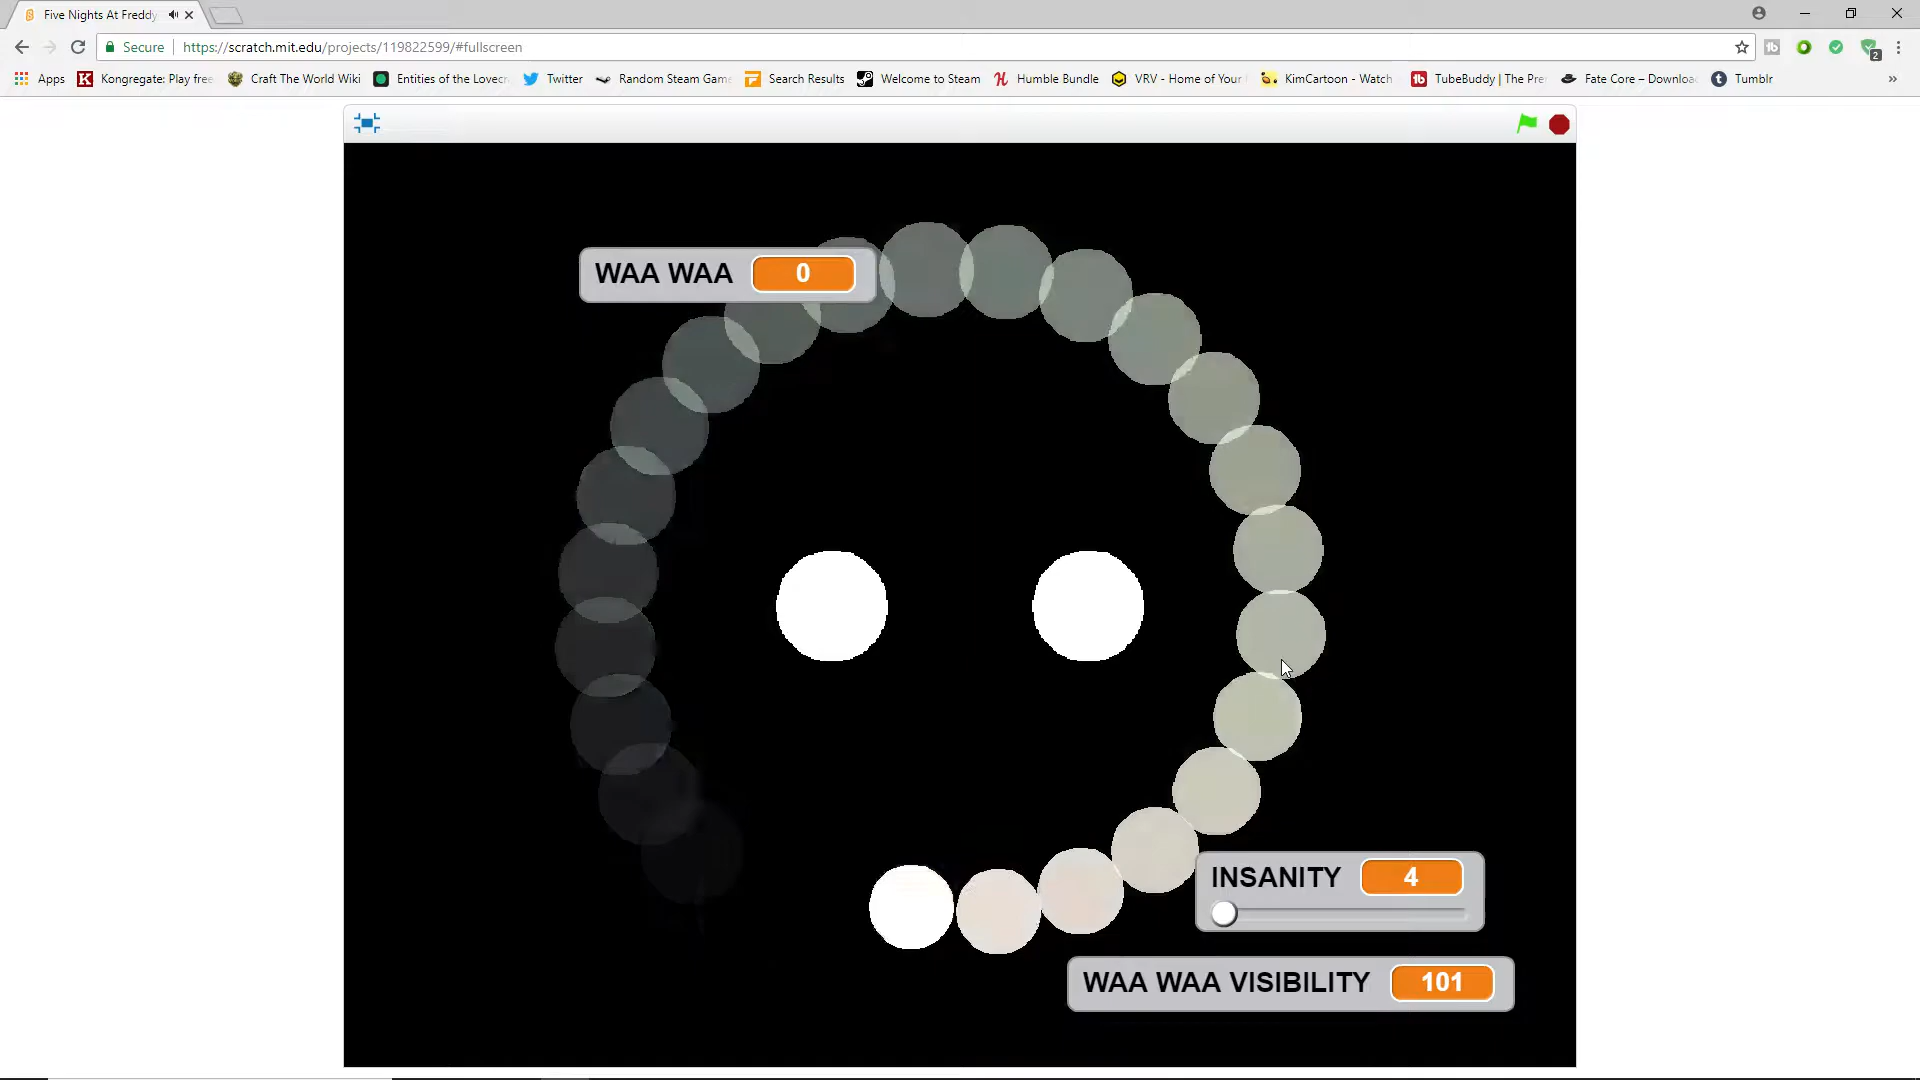 Five Nights At Freddy
Secure https://scratch.mit.edu/projects/119822599/#fullscreen
Apps Kongregate: Play free Craft The World Wiki Entities of the Lovecr Twitter Random Steam Game Search Results Welcome to Steam Humble Bundle VRV - Home of Your KimCartoon - Watch TubeBuddy | The Pre Fate Core – Downloa Tumblr »
WAA WAA 0
INSANITY 4
WAA WAA VISIBILITY 101